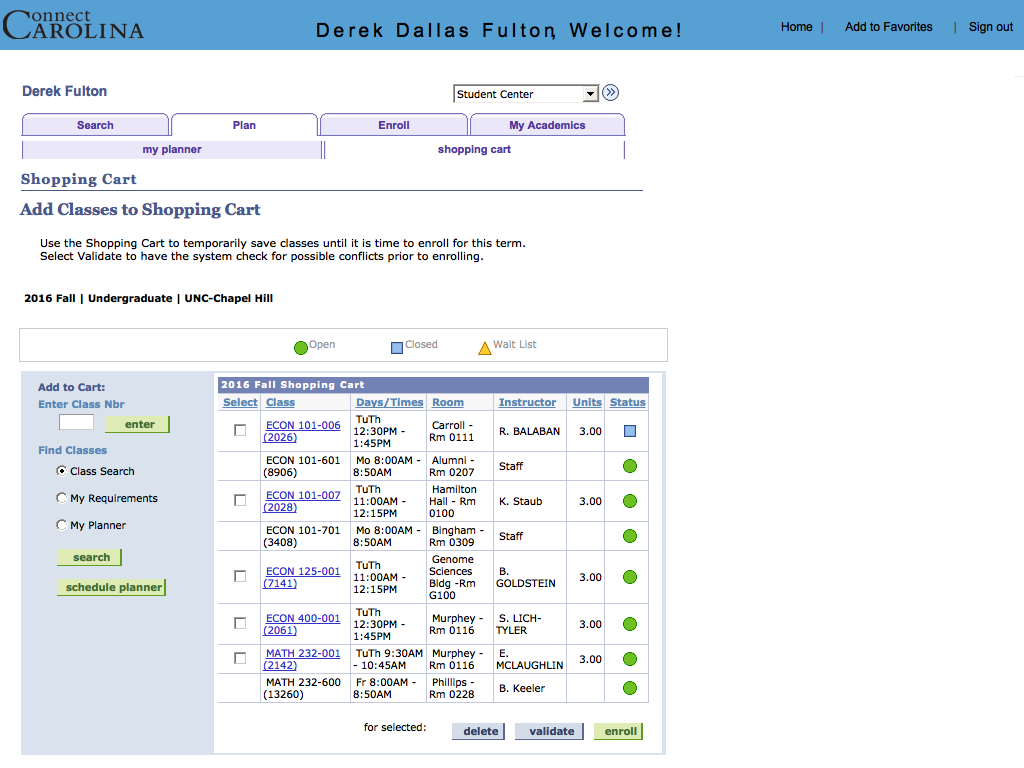 Connect
CAROLINA
Derek Dallas Fulton, Welcome!
Home | Add to Favorites | Sign out
Derek Fulton
Student Center
Search Plan Enroll My Academics
my planner shopping cart
Shopping Cart
Add Classes to Shopping Cart
Use the Shopping Cart to temporarily save classes until it is time to enroll for this term.
Select Validate to have the system check for possible conflicts prior to enrolling.
2016 Fall | Undergraduate | UNC-Chapel Hill
Open Closed Wait List
Add to Cart:
Enter Class Nbr
enter
Find Classes
Class Search
My Requirements
My Planner
search
schedule planner
2016 Fall Shopping Cart
Select Class Days/Times Room Instructor Units Status
ECON 101-006
(2026)
TuTh
12:30PM -
1:45PM
Carroll -
Rm 0111
R. BALABAN
3.00
ECON 101-601
(8906)
Mo 8:00AM -
8:50AM
Alumni -
Rm 0207
Staff
ECON 101-007
(2028)
TuTh
11:00AM -
12:15PM
Hamilton
Hall - Rm
0100
K. Staub
3.00
ECON 101-701
(3408)
Mo 8:00AM -
8:50AM
Bingham -
Rm 0309
Staff
ECON 125-001
(7141)
TuTh
11:00AM -
12:15PM
Genome
Sciences
Bldg -Rm
G100
B.
GOLDSTEIN
3.00
ECON 400-001
(2061)
TuTh
12:30PM -
1:45PM
Murphey -
Rm 0116
S. LICH-
TYLER
3.00
MATH 232-001
(2142)
TuTh 9:30AM
- 10:45AM
Murphey -
Rm 0116
E.
MCLAUGHLIN
3.00
MATH 232-600
(13260)
Fr 8:00AM -
8:50AM
Phillips -
Rm 0228
B. Keeler
for selected: delete validate enroll